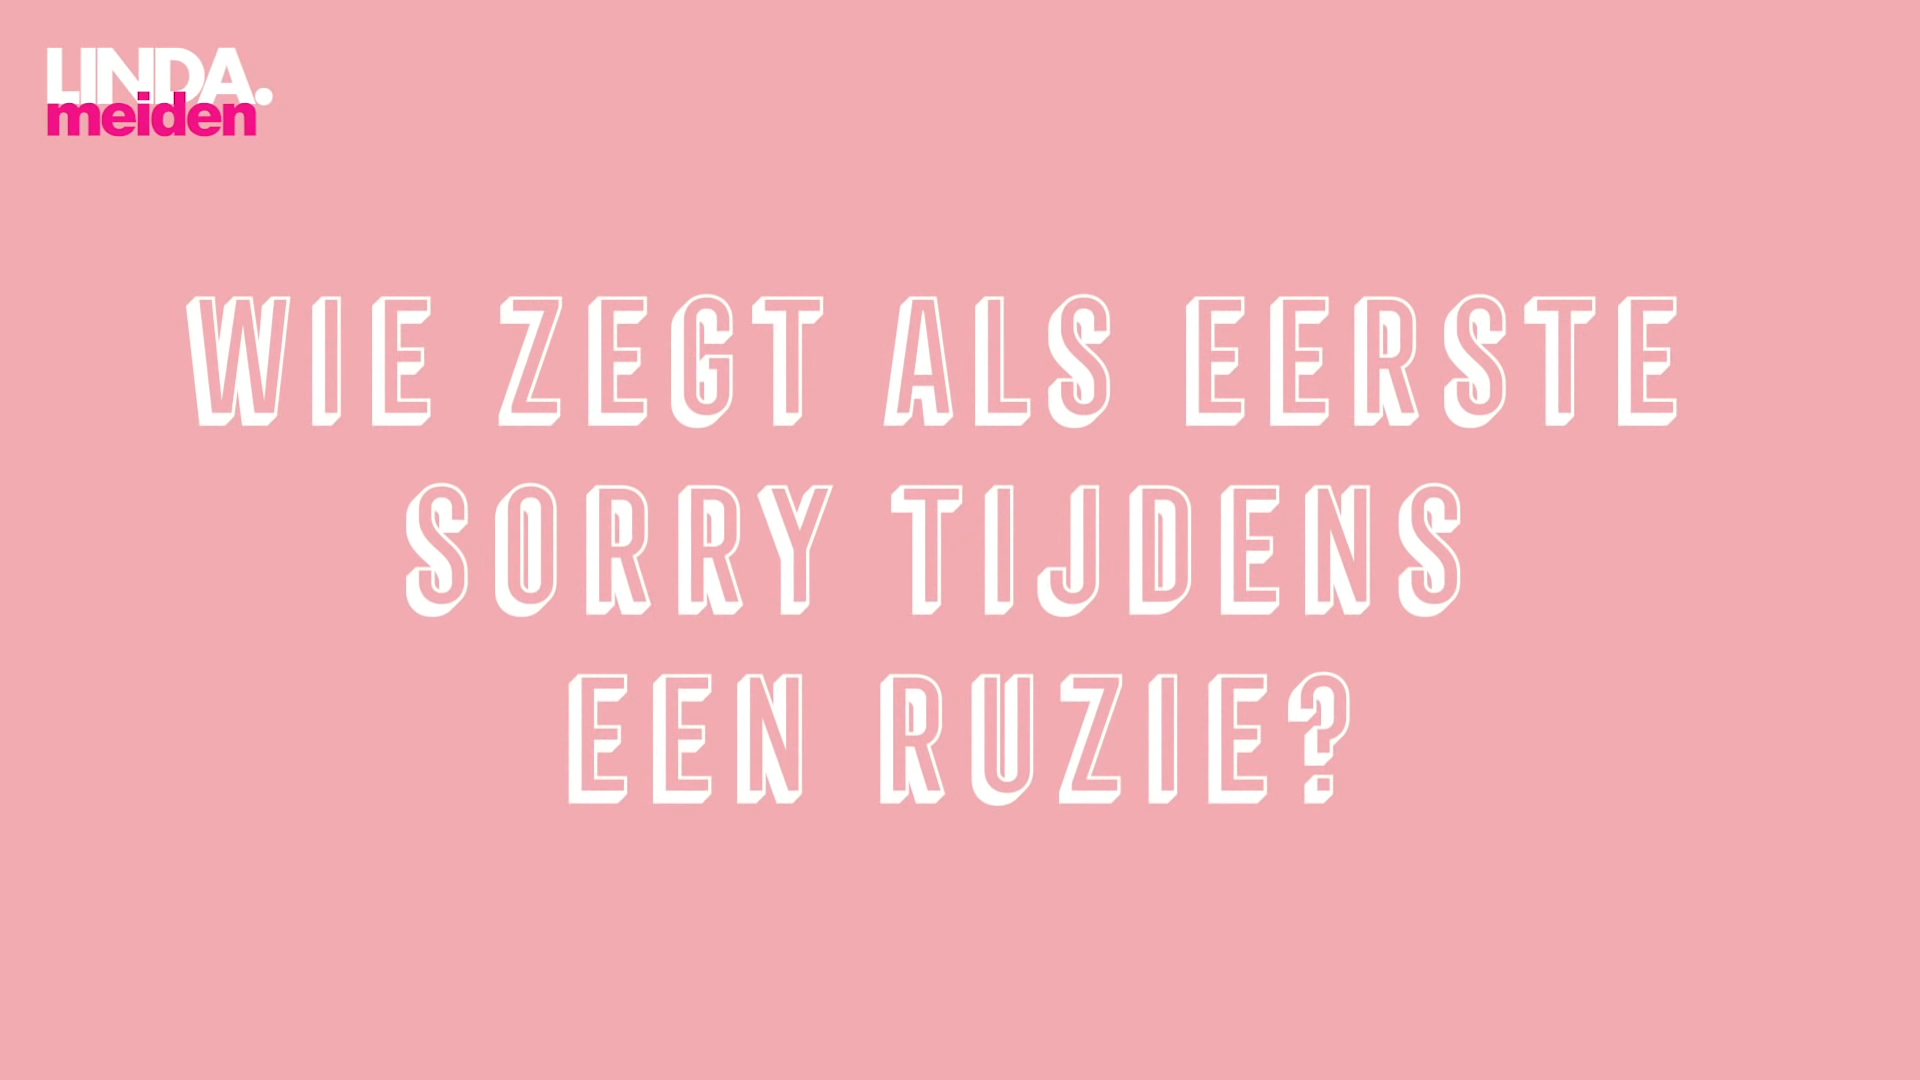 LINDA.
meiden
WIE ZEGT ALS EERSTE
SORRY TIJDENS
EEN RUZIE?